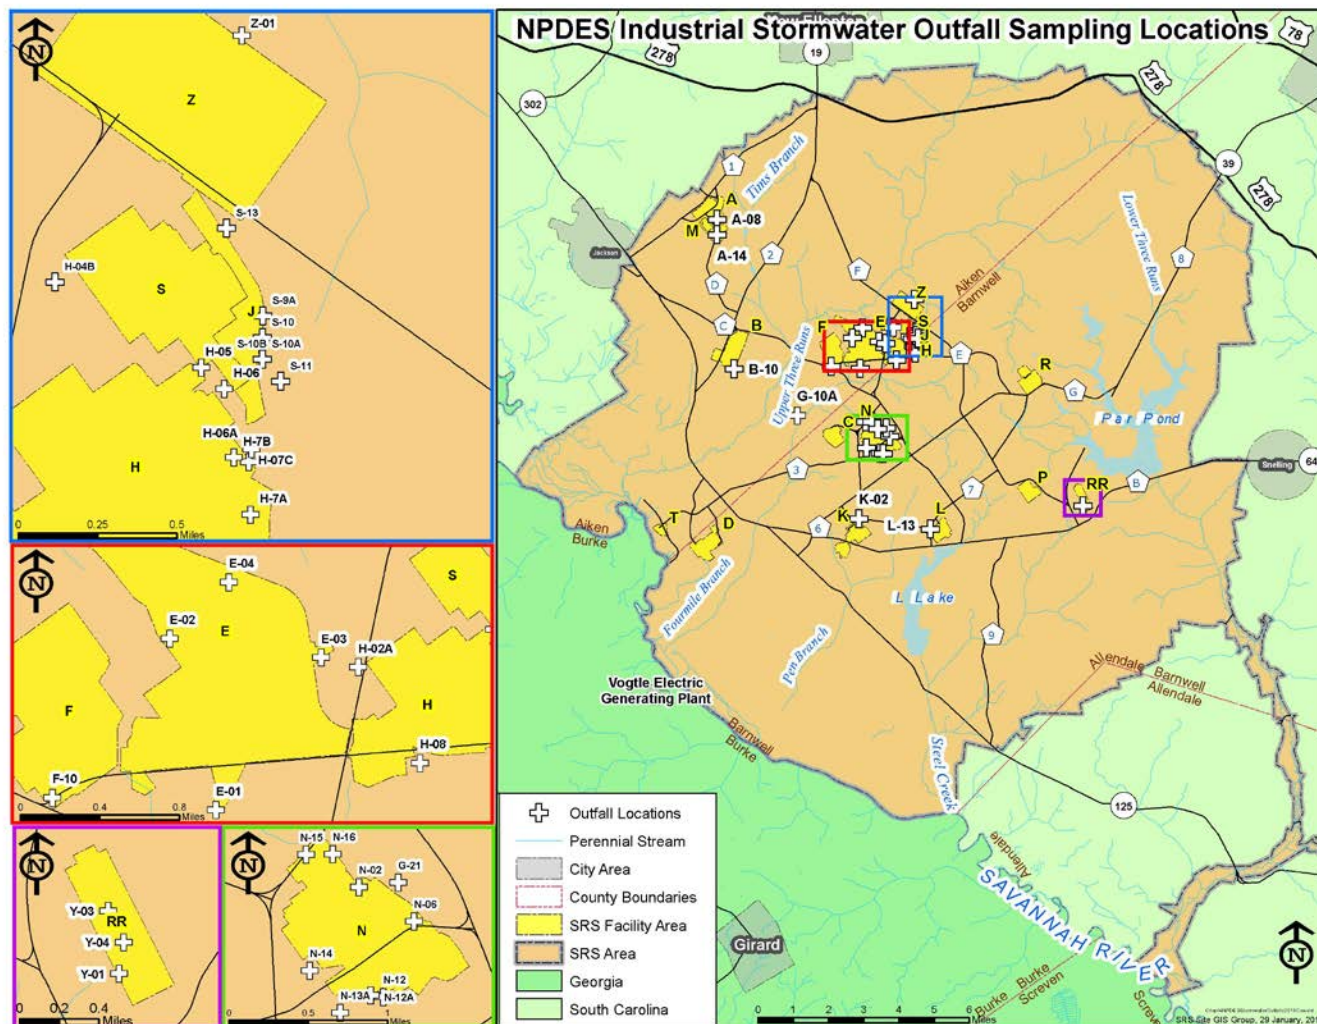 NPDES Industrial Stormwater Outfall Sampling Locations
N
Z-01
Z
S-13
H-04B
S
S-9A
J
S-10
S-10B
S-10A
H-05
S-11
H-06
H-06A
H-7B
H-07C
H
H-7A
0
0.25
0.5
Miles
N
E-04
S
E-02
E
E-03
H-02A
F
H
H-08
F-10
E-01
0
0.4
0.8
Miles
N
Y-03
RR
Y-04
Y-01
0
0.2
0.4
Miles
N
N-15
N-16
N-02
G-21
N-06
N
N-14
N-12
N-13A
N-12A
0
0.5
1
Miles
278
78
19
302
278
39
278
1
Tims Branch
A
A-08
M
A-14
Jackson
2
D
F
Aiken
Barnwell
Lower Three Runs
8
Z
C
B
F
E
S
J
H
E
B-10
Upper Three Runs
R
G
G-10A
N
C
Par Pond
3
Snelling
64
P
RR
B
7
K-02
K
L-13
L
T
D
6
Aiken
Burke
Fourmile Branch
L Lake
9
Pen Branch
Vogtle Electric
Generating Plant
Allendale
Barnwell
Allendale
Barnwell
Burke
Steel Creek
125
Allendale
SAVANNAH RIVER
Girard
Burke
Screven
Burke
Screven
Outfall Locations
Perennial Stream
City Area
County Boundaries
SRS Facility Area
SRS Area
Georgia
South Carolina
0
1
2
3
4
5
6
Miles
N